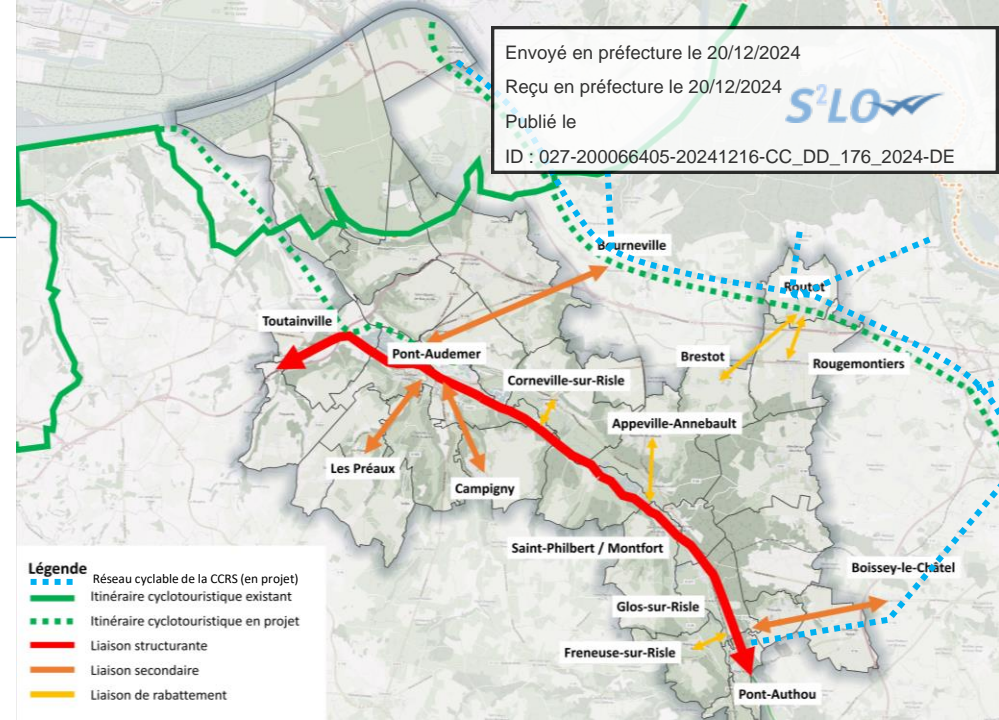 Envoyé en préfecture le 20/12/2024
Reçu en préfecture le 20/12/2024
S²LO
Publié le
ID : 027-200066405-20241216-CC_DD_176_2024-DE
Bourneville
Routot
Toutainville
Pont-Audemer
Brestot
Rougemontiers
Corneville-sur-Risle
Appeville-Annebault
Les Préaux
Campigny
Saint-Philbert / Montfort
Boissey-le-Châtel
Glos-sur-Risle
Freneuse-sur-Risle
Pont-Authou
Légende
Réseau cyclable de la CCRS (en projet)
Itinéraire cyclotouristique existant
Itinéraire cyclotouristique en projet
Liaison structurante
Liaison secondaire
Liaison de rabattement